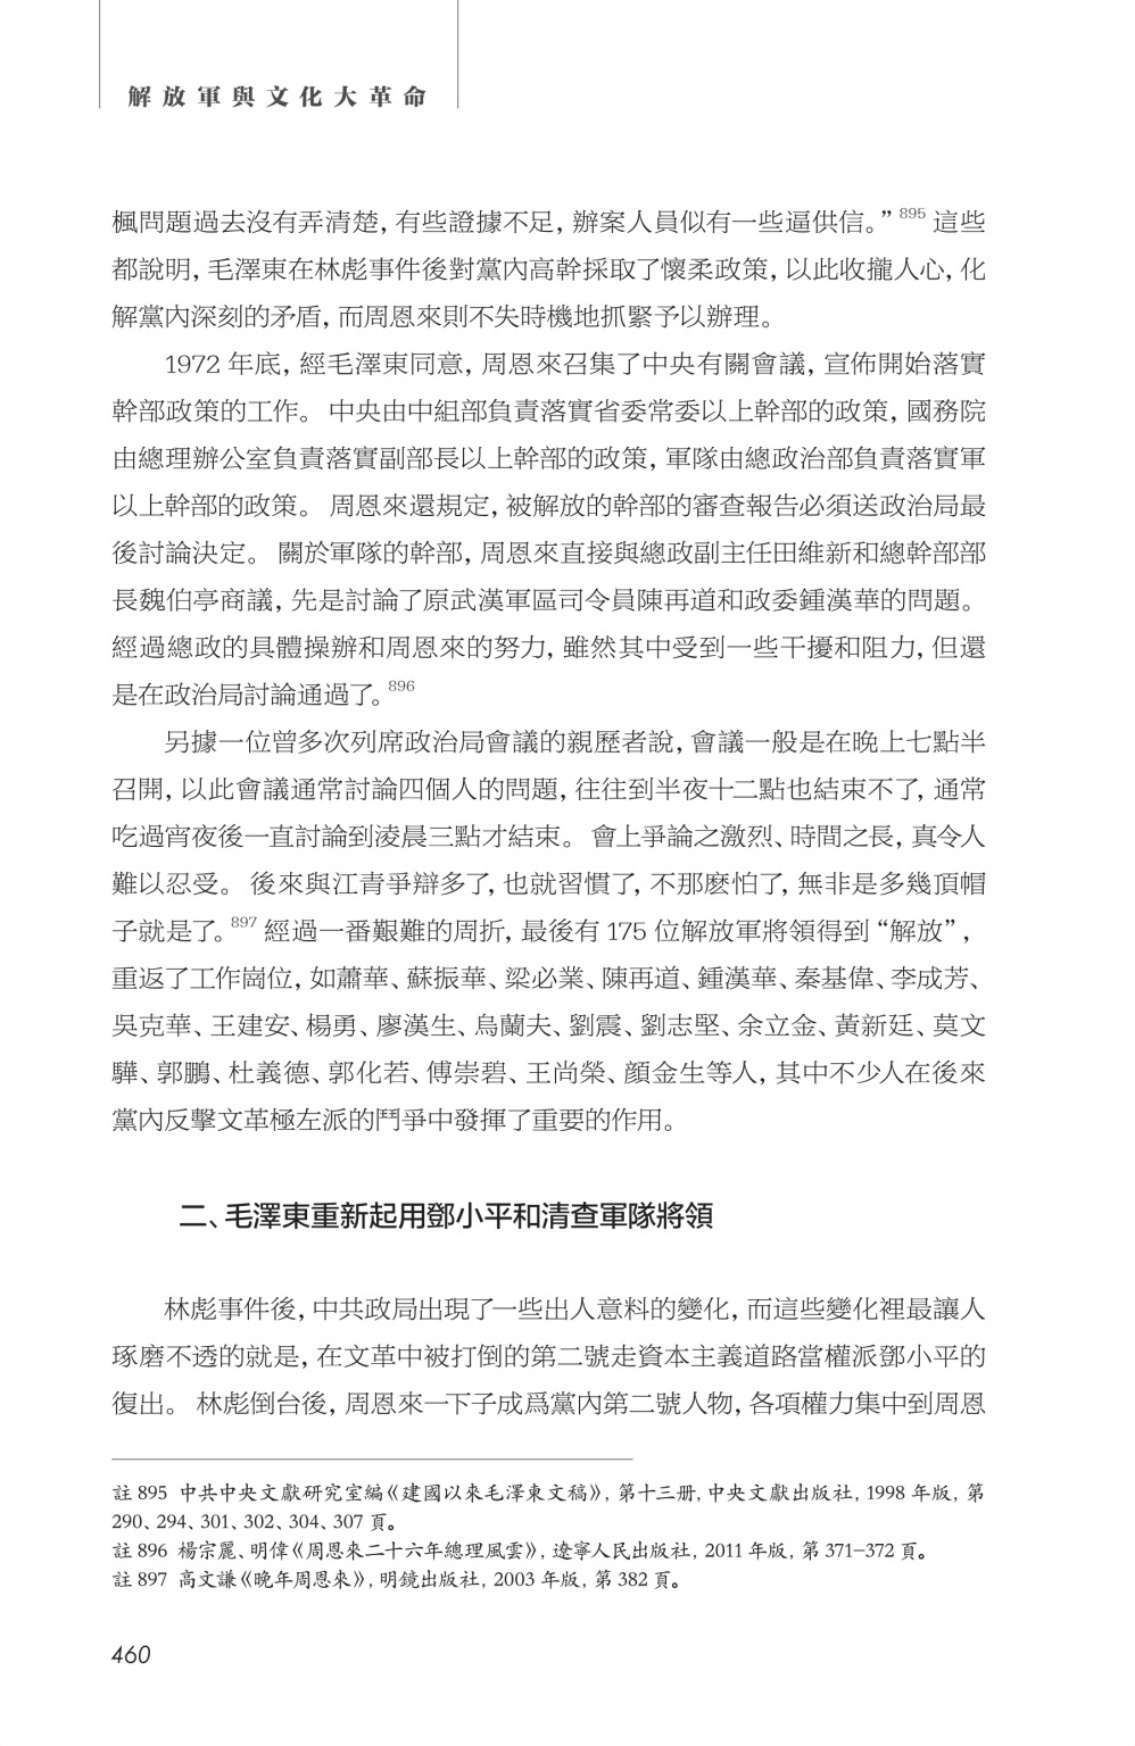 解放軍與文化大革命
楓問題過去沒有弄清楚，有些證據不足，辦案人員似有一些逼供信。”895 這些
都說明，毛澤東在林彪事件後對黨內高幹採取了懷柔政策，以此收攏人心，化
解黨內深刻的矛盾，而周恩來則不失時機地抓緊予以辦理。
1972 年底，經毛澤東同意，周恩來召集了中央有關會議，宣佈開始落實
幹部政策的工作。 中央由中組部負責落實省委常委以上幹部的政策，國務院
由總理辦公室負責落實副部長以上幹部的政策，軍隊由總政治部負責落實軍
以上幹部的政策。 周恩來還規定，被解放的幹部的審查報告必須送政治局最
後討論決定。 關於軍隊的幹部，周恩來直接與總政副主任田維新和總幹部部
長魏伯亭商議，先是討論了原武漢軍區司令員陳再道和政委鍾漢華的問題。
經過總政的具體操辦和周恩來的努力，雖然其中受到一些干擾和阻力，但還
是在政治局討論通過了。896
另據一位曾多次列席政治局會議的親歷者說，會議一般是在晚上七點半
召開，以此會議通常討論四個人的問題，往往到半夜十二點也結束不了，通常
吃過宵夜後一直討論到淩晨三點才結束。 會上爭論之激烈、時間之長，真令人
難以忍受。 後來與江青爭辯多了，也就習慣了，不那麽怕了，無非是多幾頂帽
子就是了。897 經過一番艱難的周折，最後有 175 位解放軍將領得到“解放”，
重返了工作崗位，如蕭華、蘇振華、梁必業、陳再道、鍾漢華、秦基偉、李成芳、
吳克華、王建安、楊勇、廖漢生、烏蘭夫、劉震、劉志堅、余立金、黃新廷、莫文
驊、郭鵬、杜義德、郭化若、傅崇碧、王尚榮、顏金生等人，其中不少人在後來
黨內反擊文革極左派的鬥爭中發揮了重要的作用。
二、毛澤東重新起用鄧小平和清查軍隊將領
林彪事件後，中共政局出現了一些出人意料的變化，而這些變化裡最讓人
琢磨不透的就是，在文革中被打倒的第二號走資本主義道路當權派鄧小平的
復出。 林彪倒台後，周恩來一下子成爲黨內第二號人物，各項權力集中到周恩
註 895 中共中央文獻研究室編《建國以來毛澤東文稿》，第十三册，中央文獻出版社，1998 年版，第
290、294、301、302、304、307 頁。
註 896 楊宗麗、明偉《周恩來二十六年總理風雲》，遼寧人民出版社，2011 年版，第 371–372 頁。
註 897 高文謙《晚年周恩來》，明鏡出版社，2003 年版，第 382 頁。
460